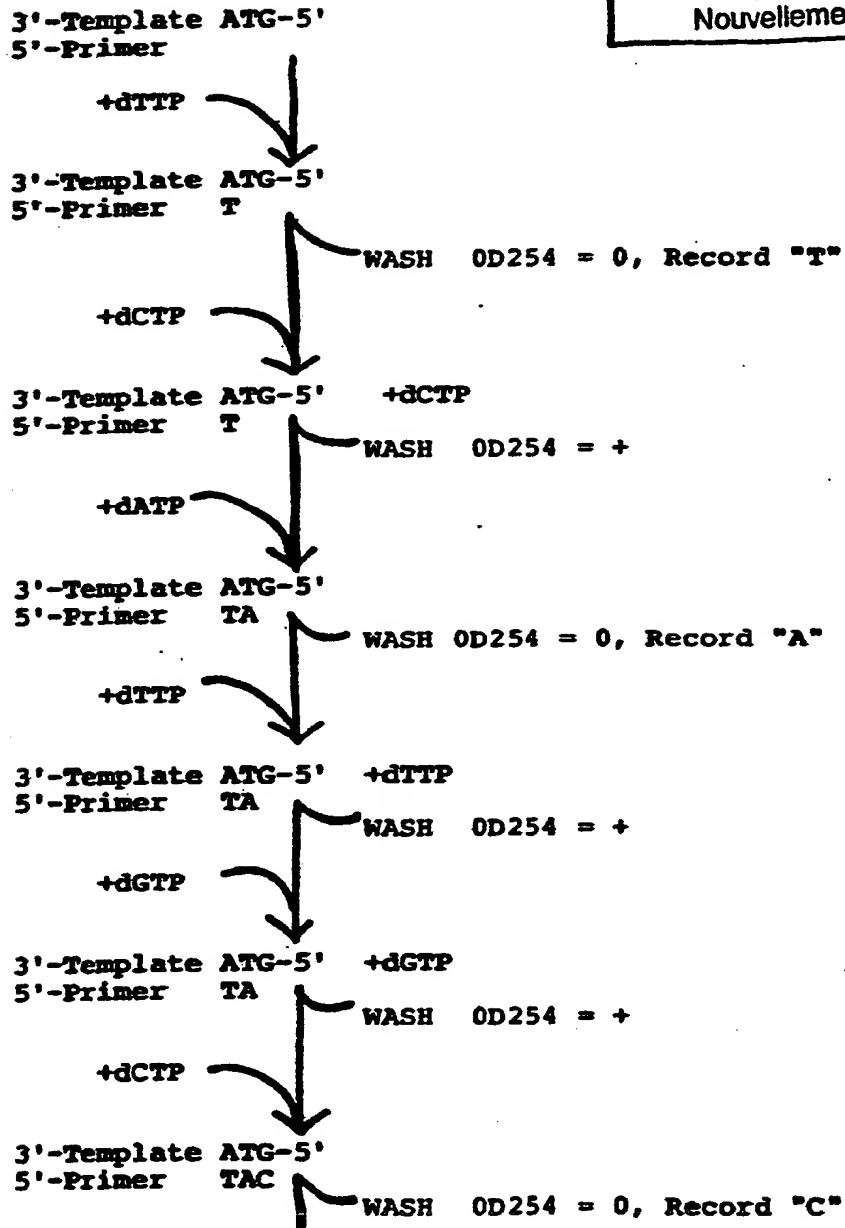 Nouvelleme
3'-Template ATG-5'
5'-Primer
+dTTP
3'-Template ATG-5'
5'-Primer T
WASH OD254 = 0, Record "T"
+dCTP
3'-Template ATG-5' +dCTP
5'-Primer T
WASH OD254 = +
+dATP
3'-Template ATG-5'
5'-Primer TA
WASH OD254 = 0, Record "A"
+dTTP
3'-Template ATG-5' +dTTP
5'-Primer TA
WASH OD254 = +
+dGTP
3'-Template ATG-5' +dGTP
5'-Primer TA
WASH OD254 = +
+dCTP
3'-Template ATG-5'
5'-Primer TAC
WASH OD254 = 0, Record "C"